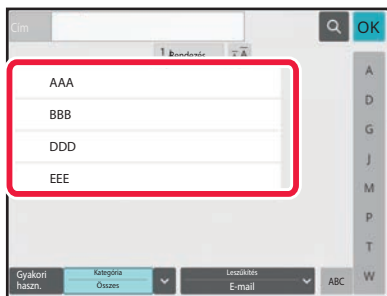 Cím
OK
1 Rendezés
A
AAA
BBB
DDD
EEE
A
D
G
J
M
P
T
W
Gyakori
haszn.
Kategória
Összes
Leszűkítés
E-mail
ABC